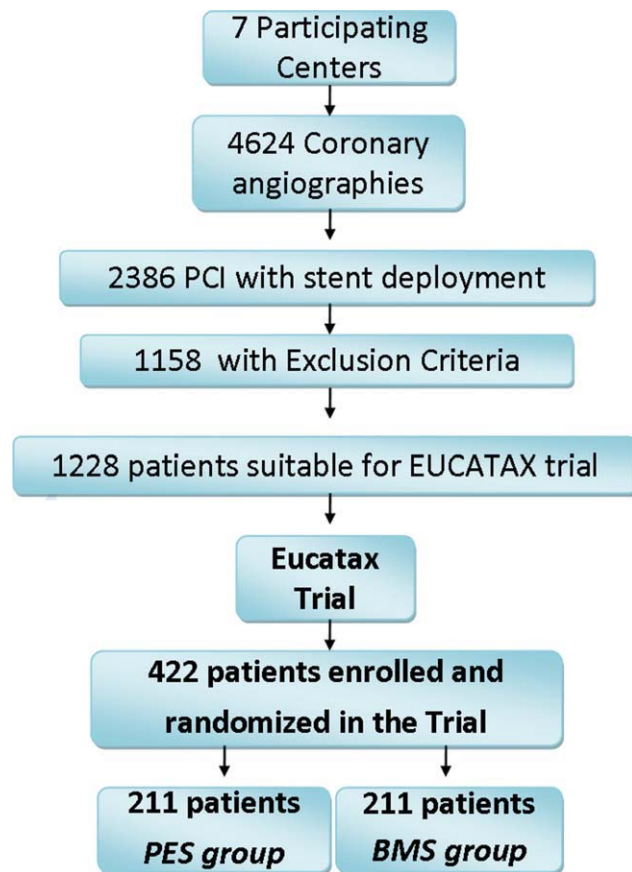 7 Participating
Centers
4624 Coronary
angiographies
2386 PCI with stent deployment
1158 with Exclusion Criteria
1228 patients suitable for EUCATAX trial
Eucatax
Trial
422 patients enrolled and
randomized in the Trial
211 patients
PES group
211 patients
BMS group